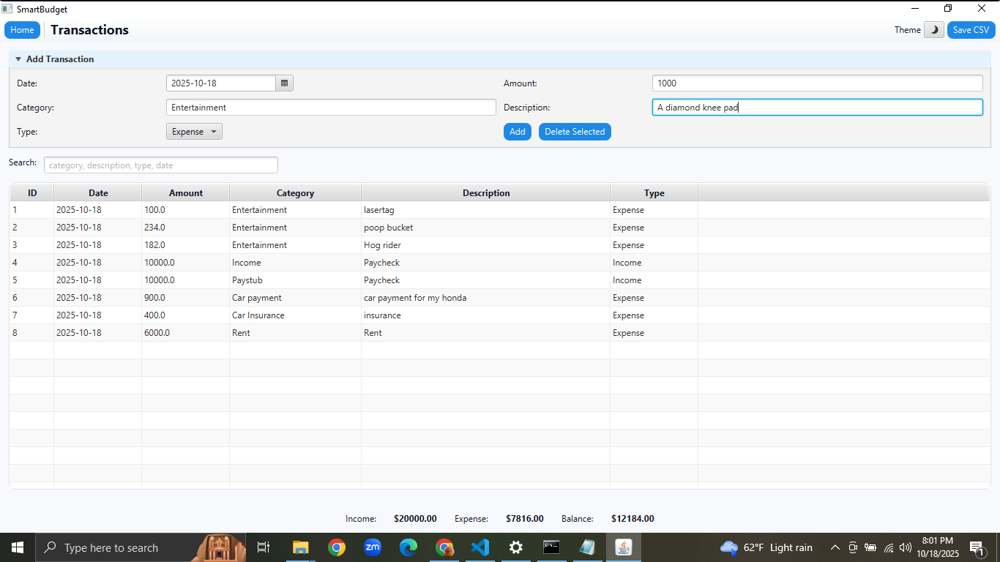 SmartBudget
Home Transactions Theme Save CSV
Add Transaction
Date: 2025-10-18 Amount: 1000
Category: Entertainment Description: A diamond knee pad
Type: Expense Add Delete Selected
Search: category, description, type, date
ID Date Amount Category Description Type
1 2025-10-18 100.0 Entertainment lasertag Expense
2 2025-10-18 234.0 Entertainment poop bucket Expense
3 2025-10-18 182.0 Entertainment Hog rider Expense
4 2025-10-18 10000.0 Income Paycheck Income
5 2025-10-18 10000.0 Paystub Paycheck Income
6 2025-10-18 900.0 Car payment car payment for my honda Expense
7 2025-10-18 400.0 Car Insurance insurance Expense
8 2025-10-18 6000.0 Rent Rent Expense
Income: $20000.00 Expense: $7816.00 Balance: $12184.00
Type here to search zm 62°F Light rain 8:01 PM
10/18/2025 1